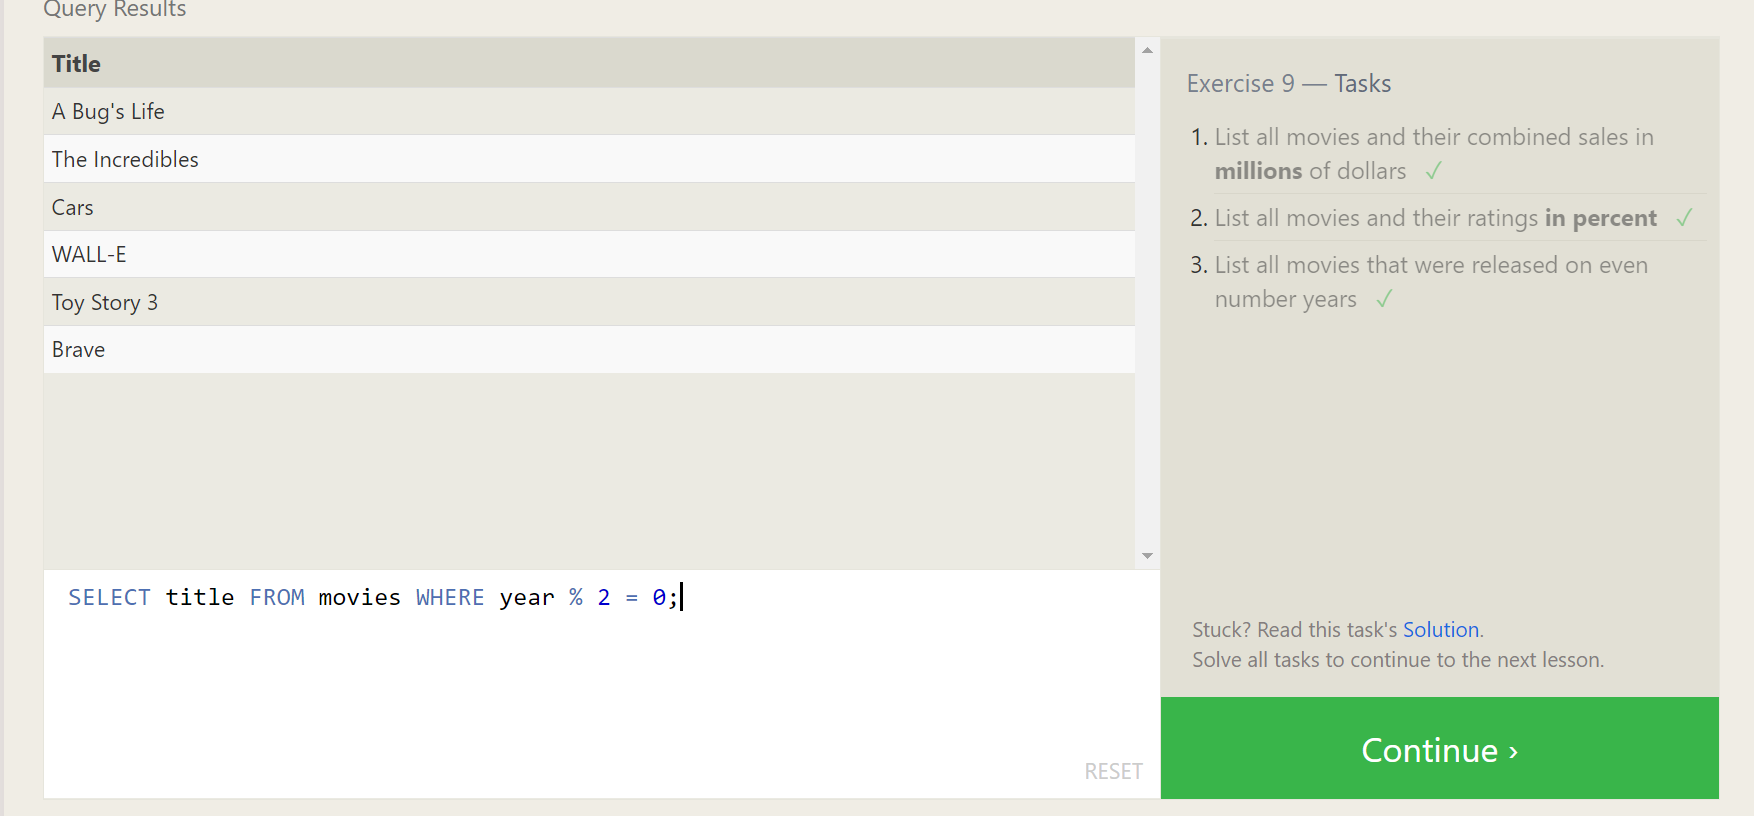 Query Results
Title
A Bug's Life
The Incredibles
Cars
WALL-E
Toy Story 3
Brave
SELECT title FROM movies WHERE year % 2 = 0;
RESET
Exercise 9 — Tasks
1. List all movies and their combined sales in
millions of dollars ✓
2. List all movies and their ratings in percent ✓
3. List all movies that were released on even
number years ✓
Stuck? Read this task's Solution.
Solve all tasks to continue to the next lesson.
Continue ›